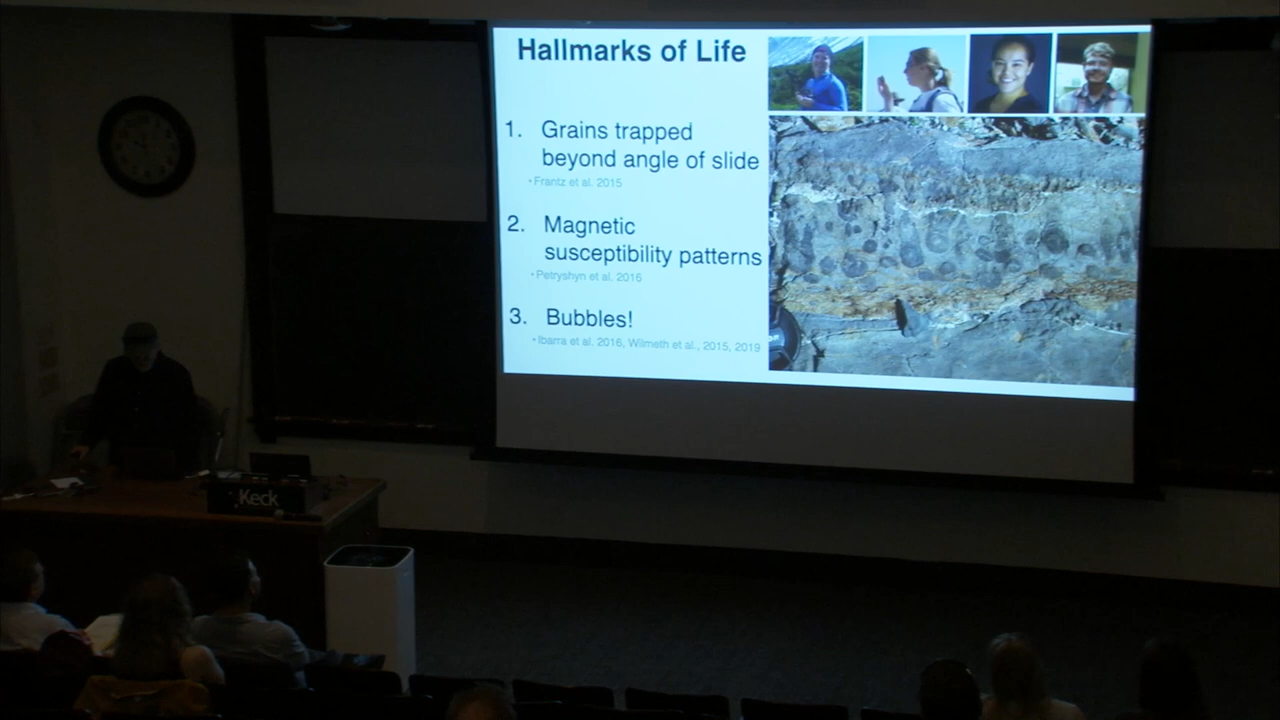 Hallmarks of Life
1. Grains trapped
beyond angle of slide
• Frantz et al. 2015
2. Magnetic
susceptibility patterns
• Petryshyn et al. 2016
3. Bubbles!
• Ibarra et al. 2016, Wilmeth et al., 2015, 2019
Keck